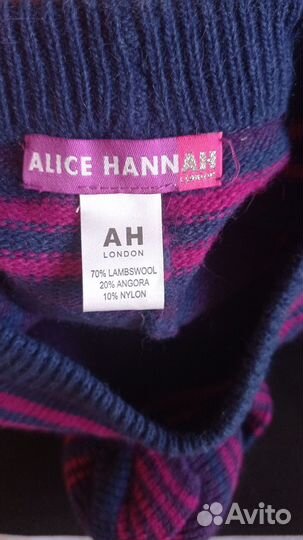 ALICE HANNAH
LONDON
AH
LONDON
70% LAMBSWOOL
20% ANGORA
10% NYLON
Avito